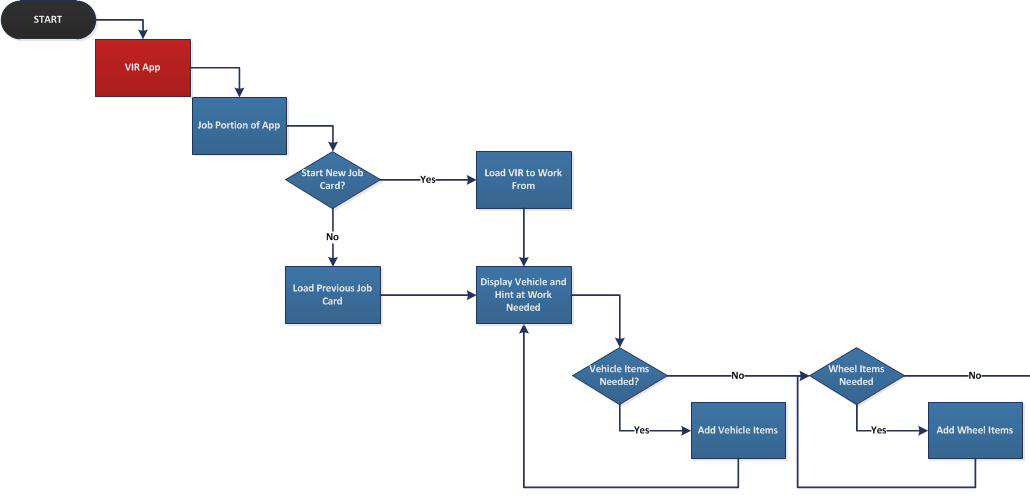 START
VIR App
Job Portion of App
Start New Job
Card?
Yes
Load VIR to Work
From
No
Load Previous Job
Card
Display Vehicle and
Hint at Work
Needed
Vehicle Items
Needed?
No
Wheel Items
Needed
No
Yes
Add Vehicle Items
Yes
Add Wheel Items